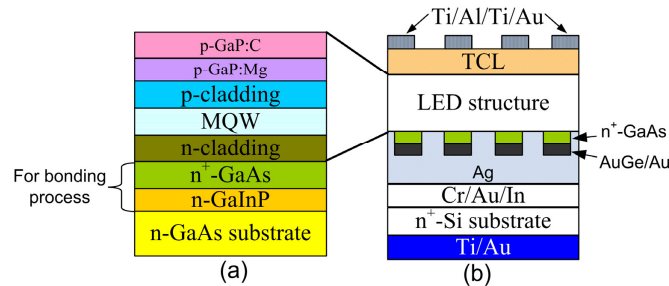 p-GaP:C
p-GaP:Mg
p-cladding
MQW
n-cladding
For bonding
process
n+-GaAs
n-GaInP
n-GaAs substrate
(a)
Ti/Al/Ti/Au
TCL
LED structure
n+-GaAs
AuGe/Au
Ag
Cr/Au/In
n+-Si substrate
Ti/Au
(b)